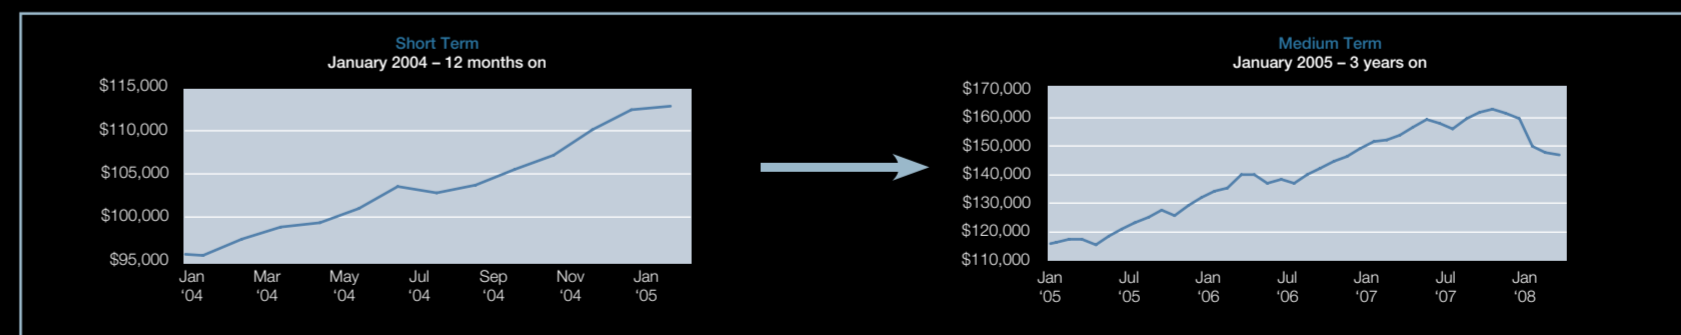 Short Term
January 2004 – 12 months on
$115,000
$110,000
$105,000
$100,000
$95,000
Jan Mar May Jul Sep Nov Jan
‘04 ‘04 ‘04 ‘04 ‘04 ‘04 ‘05
Medium Term
January 2005 – 3 years on
$170,000
$160,000
$150,000
$140,000
$130,000
$120,000
$110,000
Jan Jul Jan Jul Jan Jul Jan
‘05 ‘05 ‘06 ‘06 ‘07 ‘07 ‘08